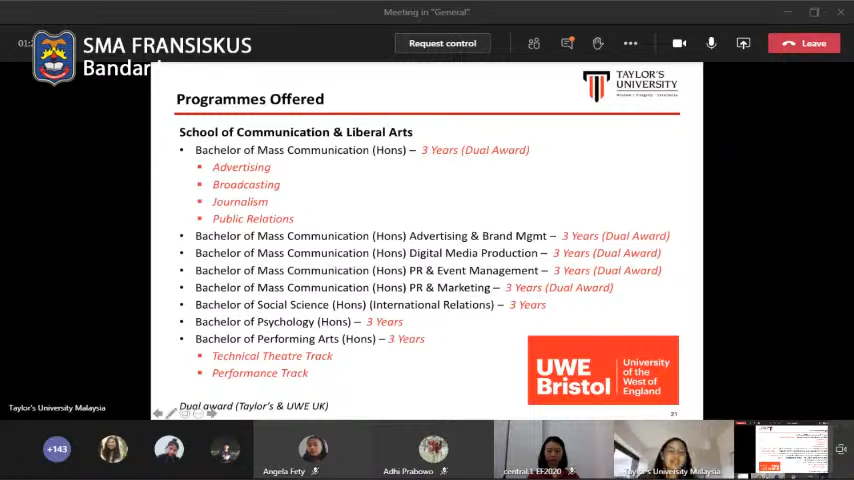 Meeting in "General"
SMA FRANSISKUS
Request control
Leave
TAYLOR'S
UNIVERSITY
Programmes Offered
School of Communication & Liberal Arts
• Bachelor of Mass Communication (Hons) – 3 Years (Dual Award)
▪ Advertising
▪ Broadcasting
▪ Journalism
▪ Public Relations
• Bachelor of Mass Communication (Hons) Advertising & Brand Mgmt – 3 Years (Dual Award)
• Bachelor of Mass Communication (Hons) Digital Media Production – 3 Years (Dual Award)
• Bachelor of Mass Communication (Hons) PR & Event Management – 3 Years (Dual Award)
• Bachelor of Mass Communication (Hons) PR & Marketing – 3 Years (Dual Award)
• Bachelor of Social Science (Hons) (International Relations) – 3 Years
• Bachelor of Psychology (Hons) – 3 Years
• Bachelor of Performing Arts (Hons) – 3 Years
▪ Technical Theatre Track
▪ Performance Track
UWE Bristol
University of the West of England
Dual award (Taylor's & UWE UK)
21
Taylor's University Malaysia
+143
Angela Fety
Adhi Prabowo
central.1 EF2020
Taylor's University Malaysia